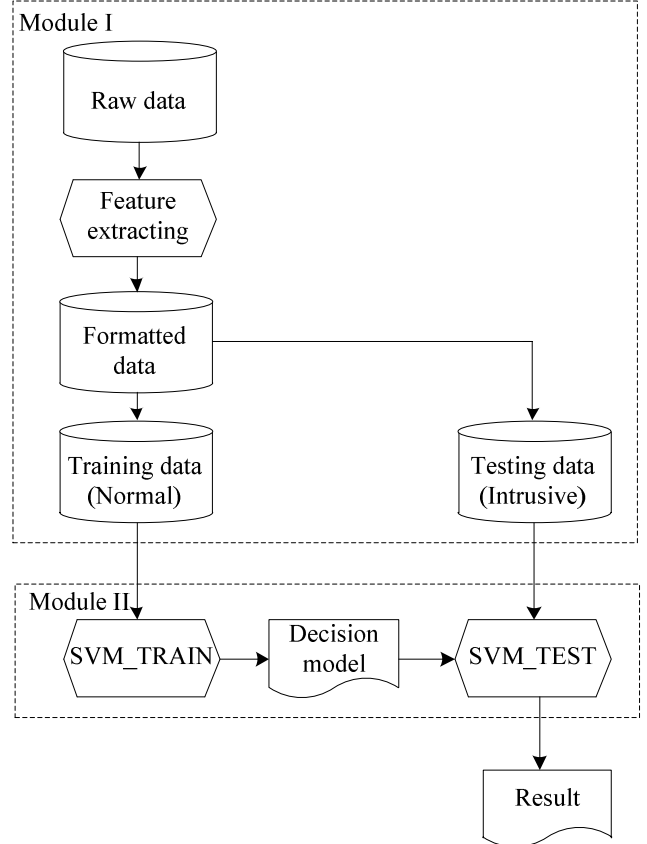 Module I
Raw data
Feature
extracting
Formatted
data
Training data
(Normal)
Testing data
(Intrusive)
Module II
SVM_TRAIN
Decision
model
SVM_TEST
Result